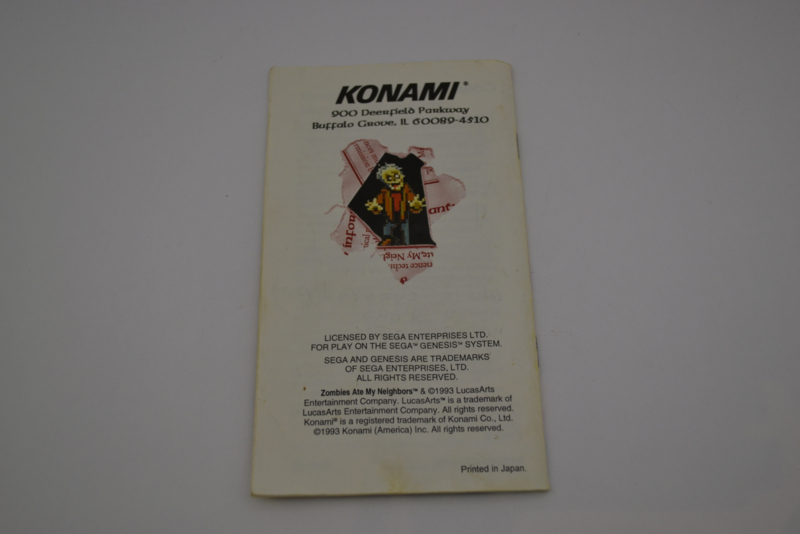 KONAMI®
900 Deerfield Parkway
Buffalo Grove, IL 60089-4510
LICENSED BY SEGA ENTERPRISES LTD.
FOR PLAY ON THE SEGA™ GENESIS™ SYSTEM.
SEGA AND GENESIS ARE TRADEMARKS
OF SEGA ENTERPRISES, LTD.
ALL RIGHTS RESERVED.
Zombies Ate My Neighbors™ & ©1993 LucasArts
Entertainment Company. LucasArts™ is a trademark of
LucasArts Entertainment Company. All rights reserved.
Konami® is a registered trademark of Konami Co., Ltd.
©1993 Konami (America) Inc. All rights reserved.
Printed in Japan.